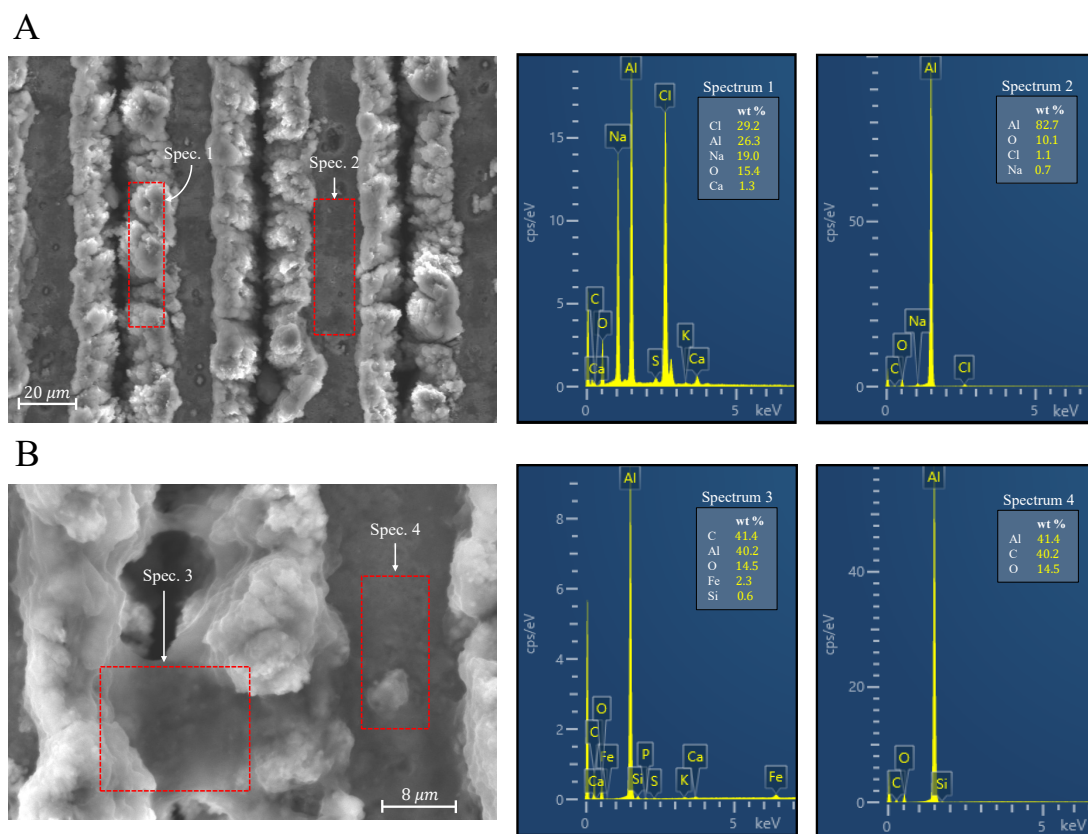 A
Spec. 1
Spec. 2
20 μm
cps/eV
15
10
5
0
Al
Cl
Na
C
O
Ca
S
K
Ca
0
5
keV
Spectrum 1
wt %
Cl 29.2
Al 26.3
Na 19.0
O 15.4
Ca 1.3
cps/eV
50
0
Al
Na
O
C
Cl
0
5
keV
Spectrum 2
wt %
Al 82.7
O 10.1
Cl 1.1
Na 0.7
B
Spec. 3
Spec. 4
8 μm
cps/eV
8
6
4
2
0
Al
O
C
Fe
Ca
Si
P
S
K
Ca
Fe
0
5
keV
Spectrum 3
wt %
C 41.4
Al 40.2
O 14.5
Fe 2.3
Si 0.6
cps/eV
40
20
0
Al
O
C
Si
0
5
keV
Spectrum 4
wt %
Al 41.4
C 40.2
O 14.5